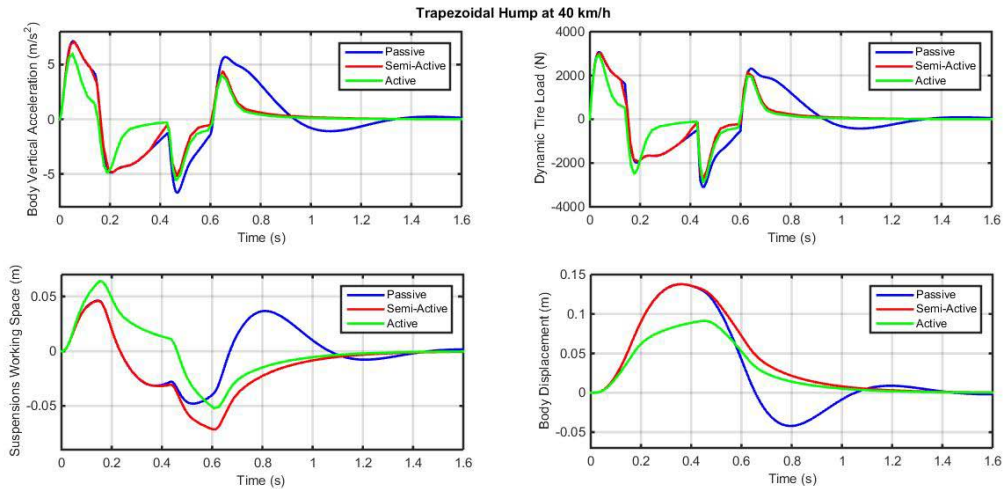 Trapezoidal Hump at 40 km/h
Body Vertical Acceleration (m/s²)
5
0
-5
Passive
Semi-Active
Active
0 0.2 0.4 0.6 0.8 1 1.2 1.4 1.6
Time (s)
Dynamic Tire Load (N)
4000
2000
0
-2000
-4000
Passive
Semi-Active
Active
0 0.2 0.4 0.6 0.8 1 1.2 1.4 1.6
Time (s)
Suspensions Working Space (m)
0.05
0
-0.05
Passive
Semi-Active
Active
0 0.2 0.4 0.6 0.8 1 1.2 1.4 1.6
Time (s)
Body Displacement (m)
0.15
0.1
0.05
0
-0.05
Passive
Semi-Active
Active
0 0.2 0.4 0.6 0.8 1 1.2 1.4 1.6
Time (s)